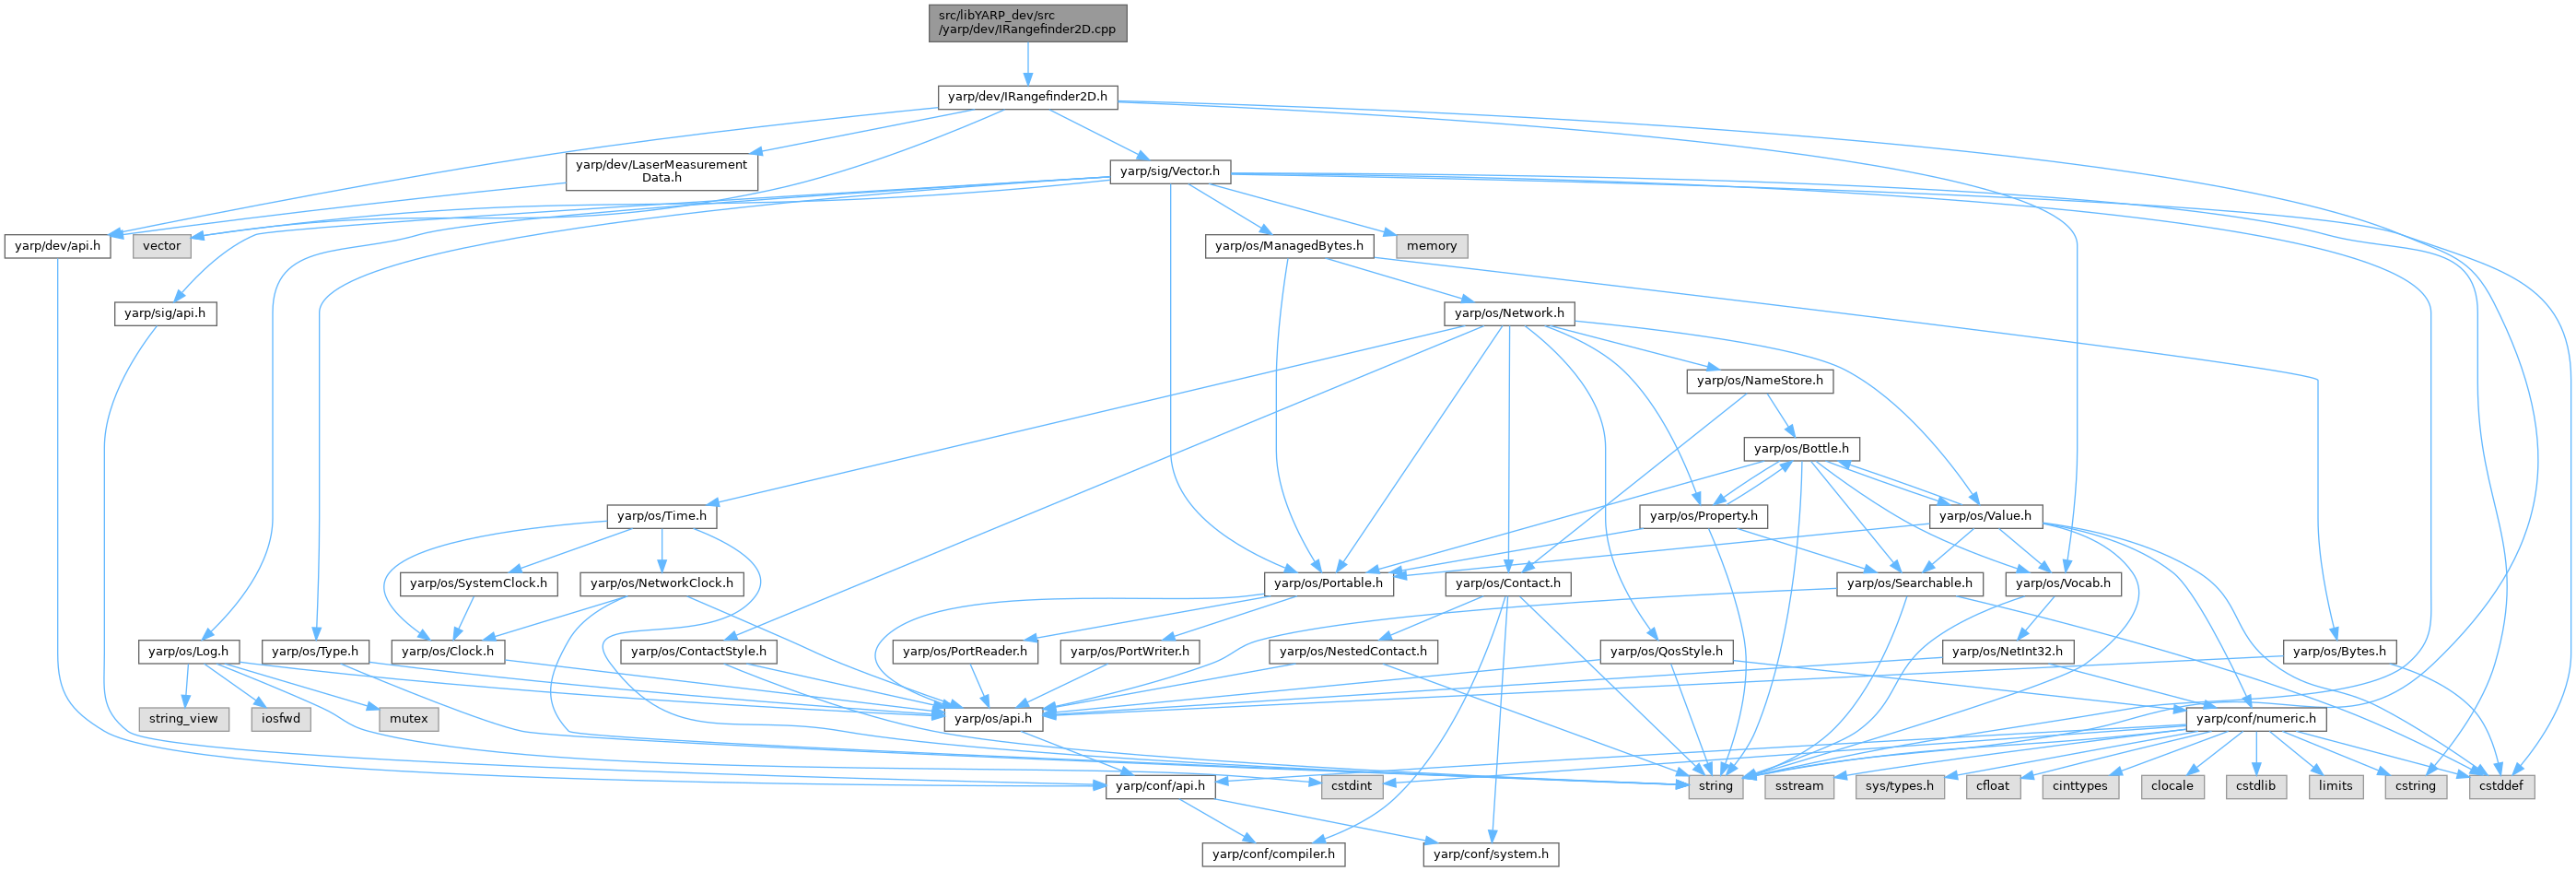 src/libYARP_dev/src
/yarp/dev/IRangefinder2D.cpp
yarp/dev/IRangefinder2D.h
yarp/dev/LaserMeasurement
Data.h
yarp/sig/Vector.h
yarp/dev/api.h
vector
yarp/os/ManagedBytes.h
memory
yarp/sig/api.h
yarp/os/Network.h
yarp/os/NameStore.h
yarp/os/Bottle.h
yarp/os/Time.h
yarp/os/Property.h
yarp/os/Value.h
yarp/os/SystemClock.h
yarp/os/NetworkClock.h
yarp/os/Portable.h
yarp/os/Contact.h
yarp/os/Searchable.h
yarp/os/Vocab.h
yarp/os/Log.h
yarp/os/Type.h
yarp/os/Clock.h
yarp/os/ContactStyle.h
yarp/os/PortReader.h
yarp/os/PortWriter.h
yarp/os/NestedContact.h
yarp/os/QosStyle.h
yarp/os/NetInt32.h
yarp/os/Bytes.h
string_view
iosfwd
mutex
yarp/os/api.h
yarp/conf/numeric.h
yarp/conf/api.h
cstdint
string
sstream
sys/types.h
cfloat
cinttypes
clocale
cstdlib
limits
cstring
cstddef
yarp/conf/compiler.h
yarp/conf/system.h